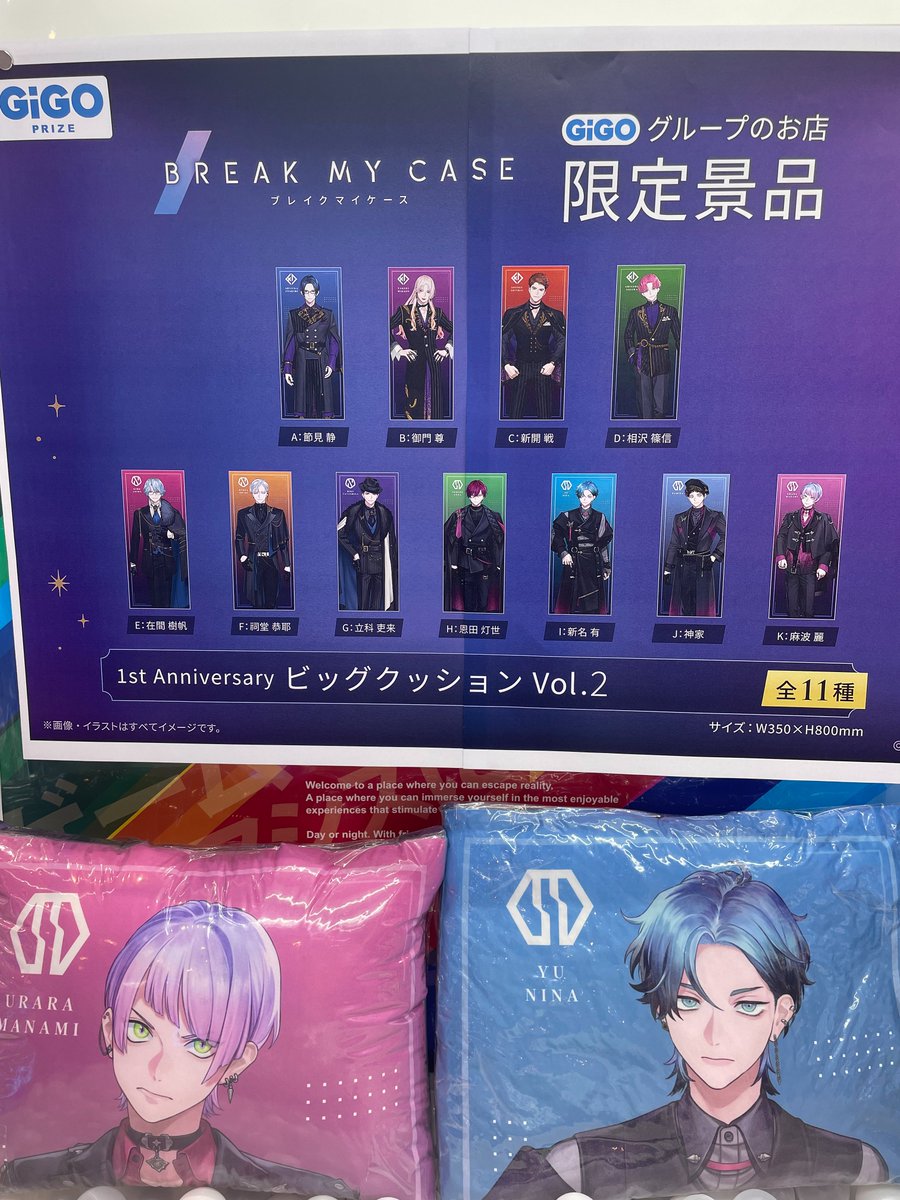 GiGO
PRIZE
BREAK MY CASE
ブレイクマイケース
GiGO グループのお店
限定景品
A:節見 静
B:御門 尊
C:新開 戦
D:相沢 篠信
E:在間 樹帆
F:祠堂 恭耶
G:立科 吏来
H:恩田 灯世
I:新名 有
J:神家
K:麻波 麗
1st Anniversary ビッグクッション Vol.2
全11種
※画像・イラストはすべてイメージです。
サイズ:W350×H800mm
Welcome to a place where you can escape reality.
A place where you can immerse yourself in the most enjoyable
experiences that stimulate
Day or night. With
URARA
MANAMI
YU
NINA